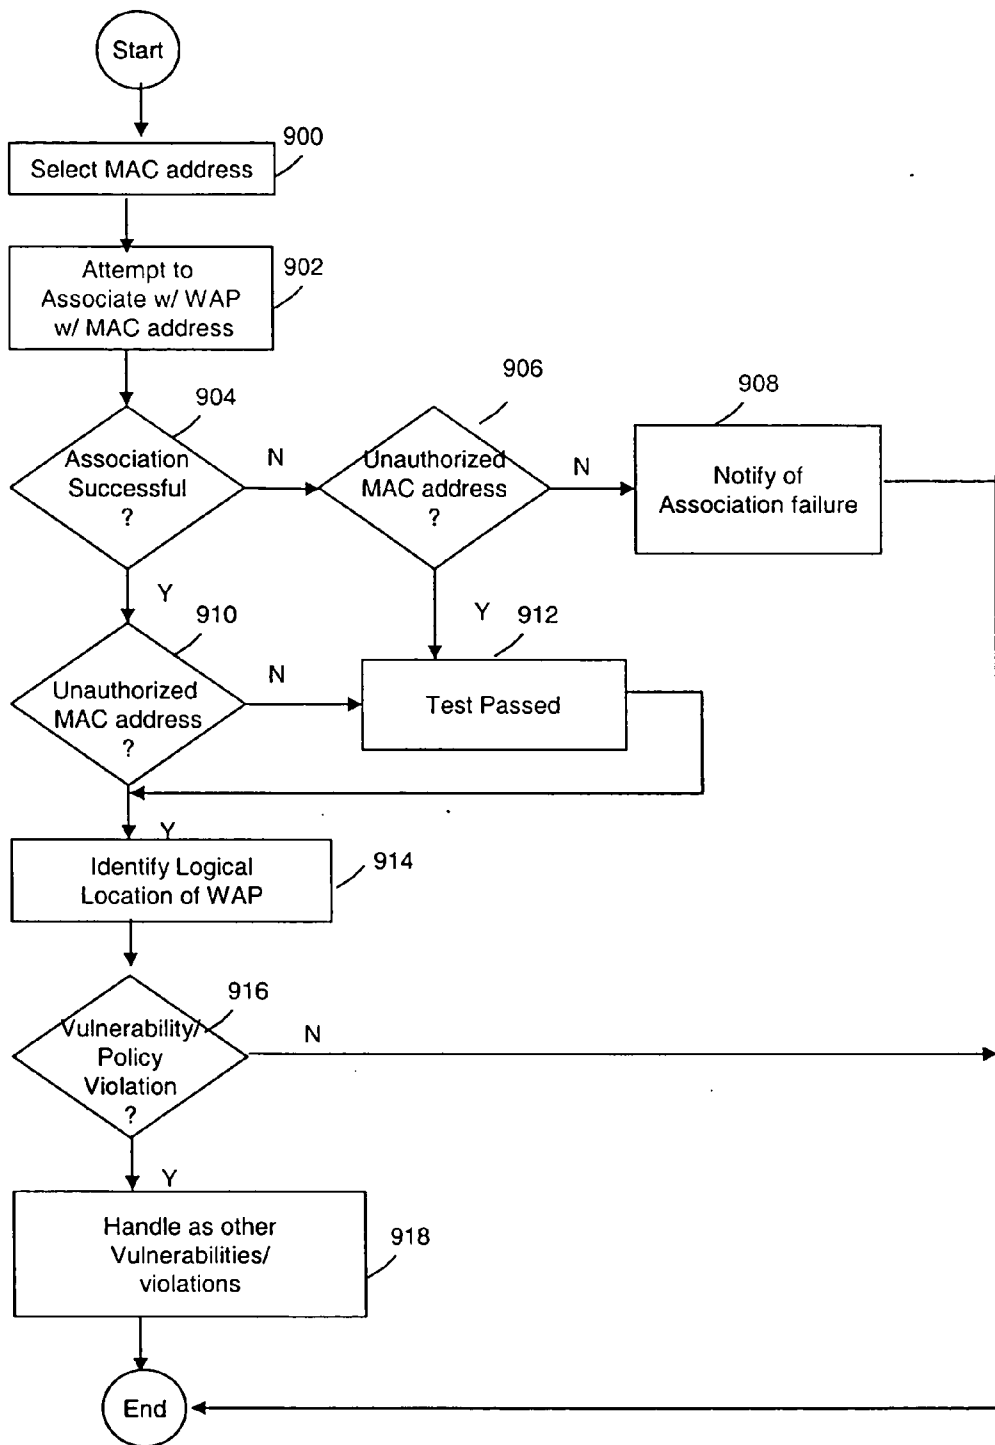 Start
900
Select MAC address
902
Attempt to
Associate w/ WAP
w/ MAC address
904
Association
Successful
?
N
906
Unauthorized
MAC address
?
N
908
Notify of
Association failure
Y
910
Unauthorized
MAC address
?
N
Y
912
Test Passed
Y
Identify Logical
Location of WAP
914
916
Vulnerability/
Policy
Violation
?
N
Y
Handle as other
Vulnerabilities/
violations
918
End